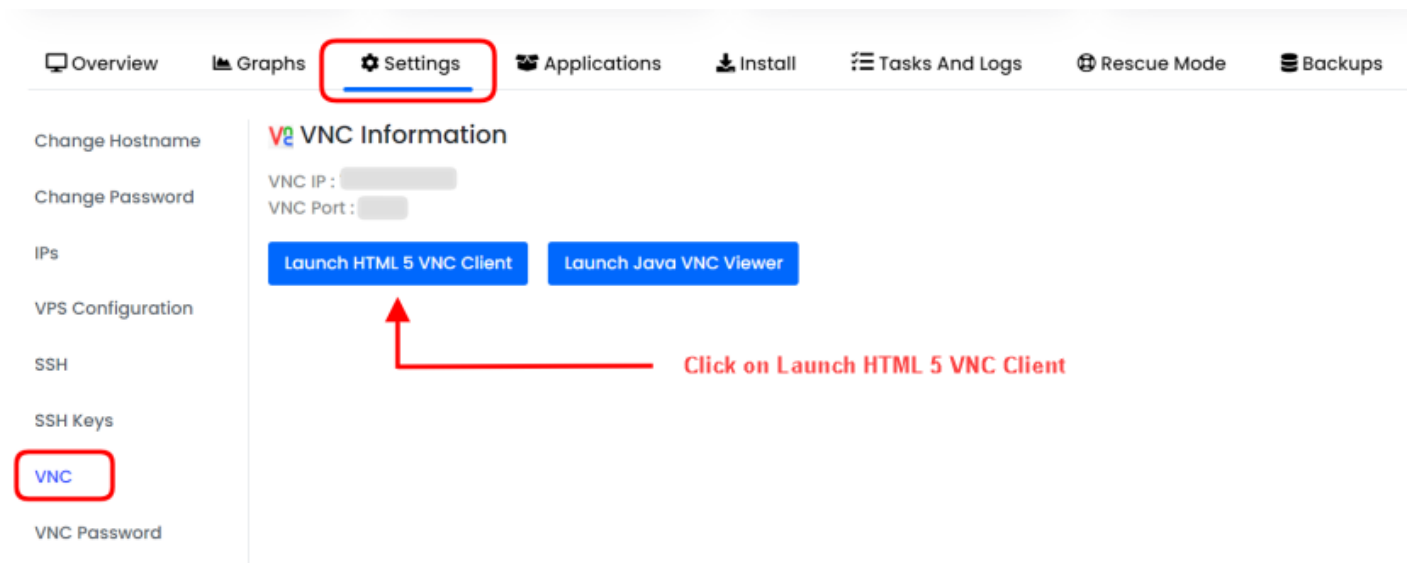 Overview Graphs Settings Applications Install Tasks And Logs Rescue Mode Backups
Change Hostname
Change Password
IPs
VPS Configuration
SSH
SSH Keys
VNC
VNC Password
VNC VNC Information
VNC IP :
VNC Port :
Launch HTML 5 VNC Client Launch Java VNC Viewer
Click on Launch HTML 5 VNC Client